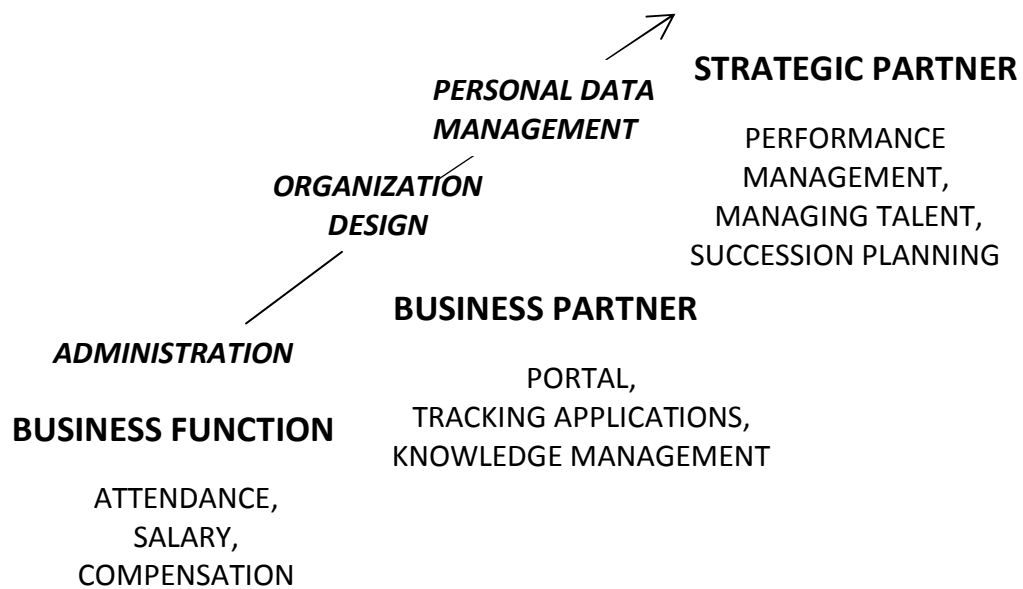 PERSONAL DATA
MANAGEMENT
STRATEGIC PARTNER
PERFORMANCE
MANAGEMENT,
MANAGING TALENT,
SUCCESSION PLANNING
ORGANIZATION
DESIGN
BUSINESS PARTNER
PORTAL,
TRACKING APPLICATIONS,
KNOWLEDGE MANAGEMENT
ADMINISTRATION
BUSINESS FUNCTION
ATTENDANCE,
SALARY,
COMPENSATION